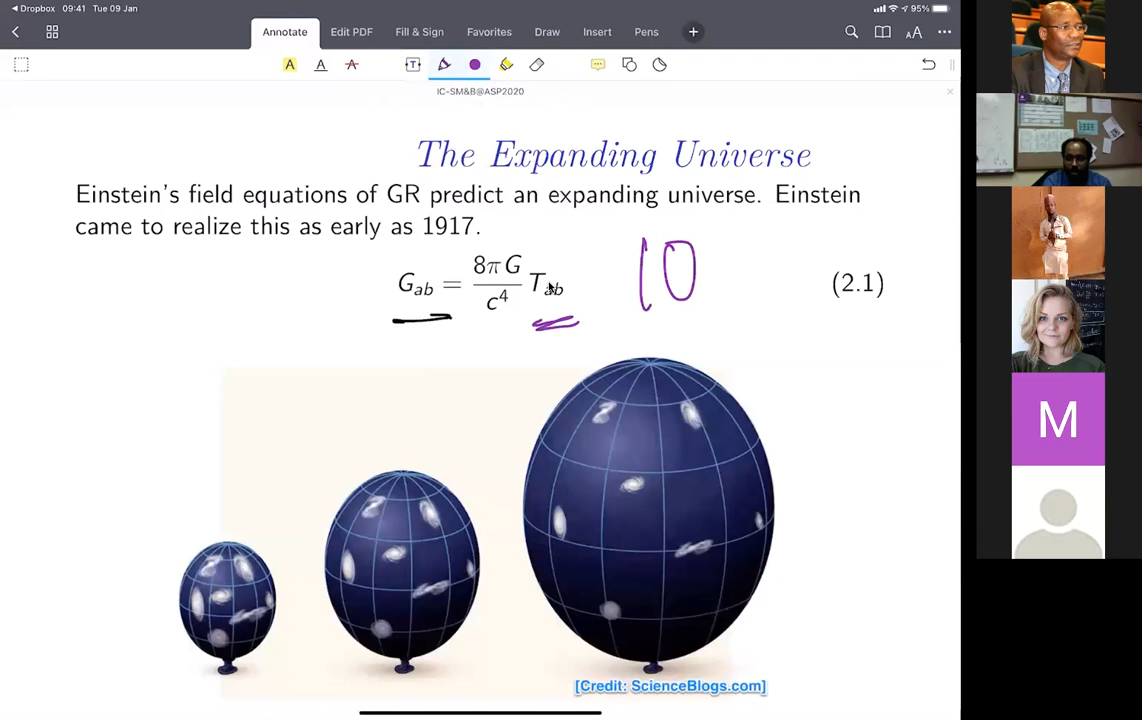 Dropbox 09:41 Tue 09 Jan 95%
Annotate Edit PDF Fill & Sign Favorites Draw Insert Pens
IC-SM&B@ASP2020
The Expanding Universe
Einstein's field equations of GR predict an expanding universe. Einstein
came to realize this as early as 1917.
G_ab = 8πG/c⁴ T_ab (2.1)
10
M
[Credit: ScienceBlogs.com]